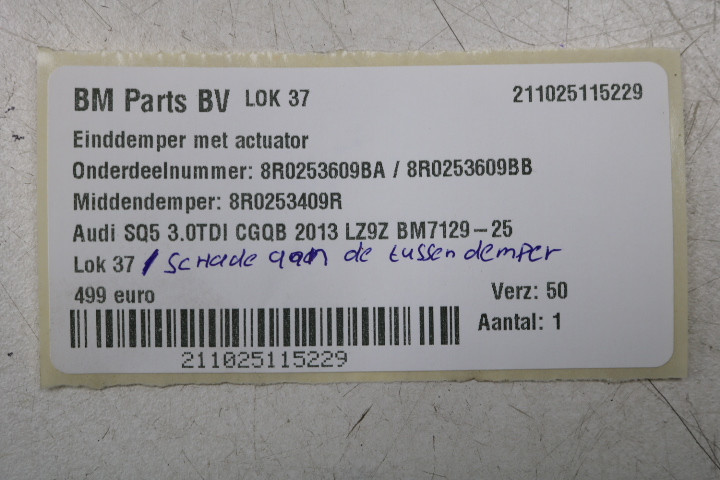 BM Parts BV LOK 37 211025115229
Einddemper met actuator
Onderdeelnummer: 8R0253609BA / 8R0253609BB
Middendemper: 8R0253409R
Audi SQ5 3.0TDI CGQB 2013 LZ9Z BM7129-25
Lok 37 / schade aan de tussendemper
499 euro Verz: 50
Aantal: 1
211025115229